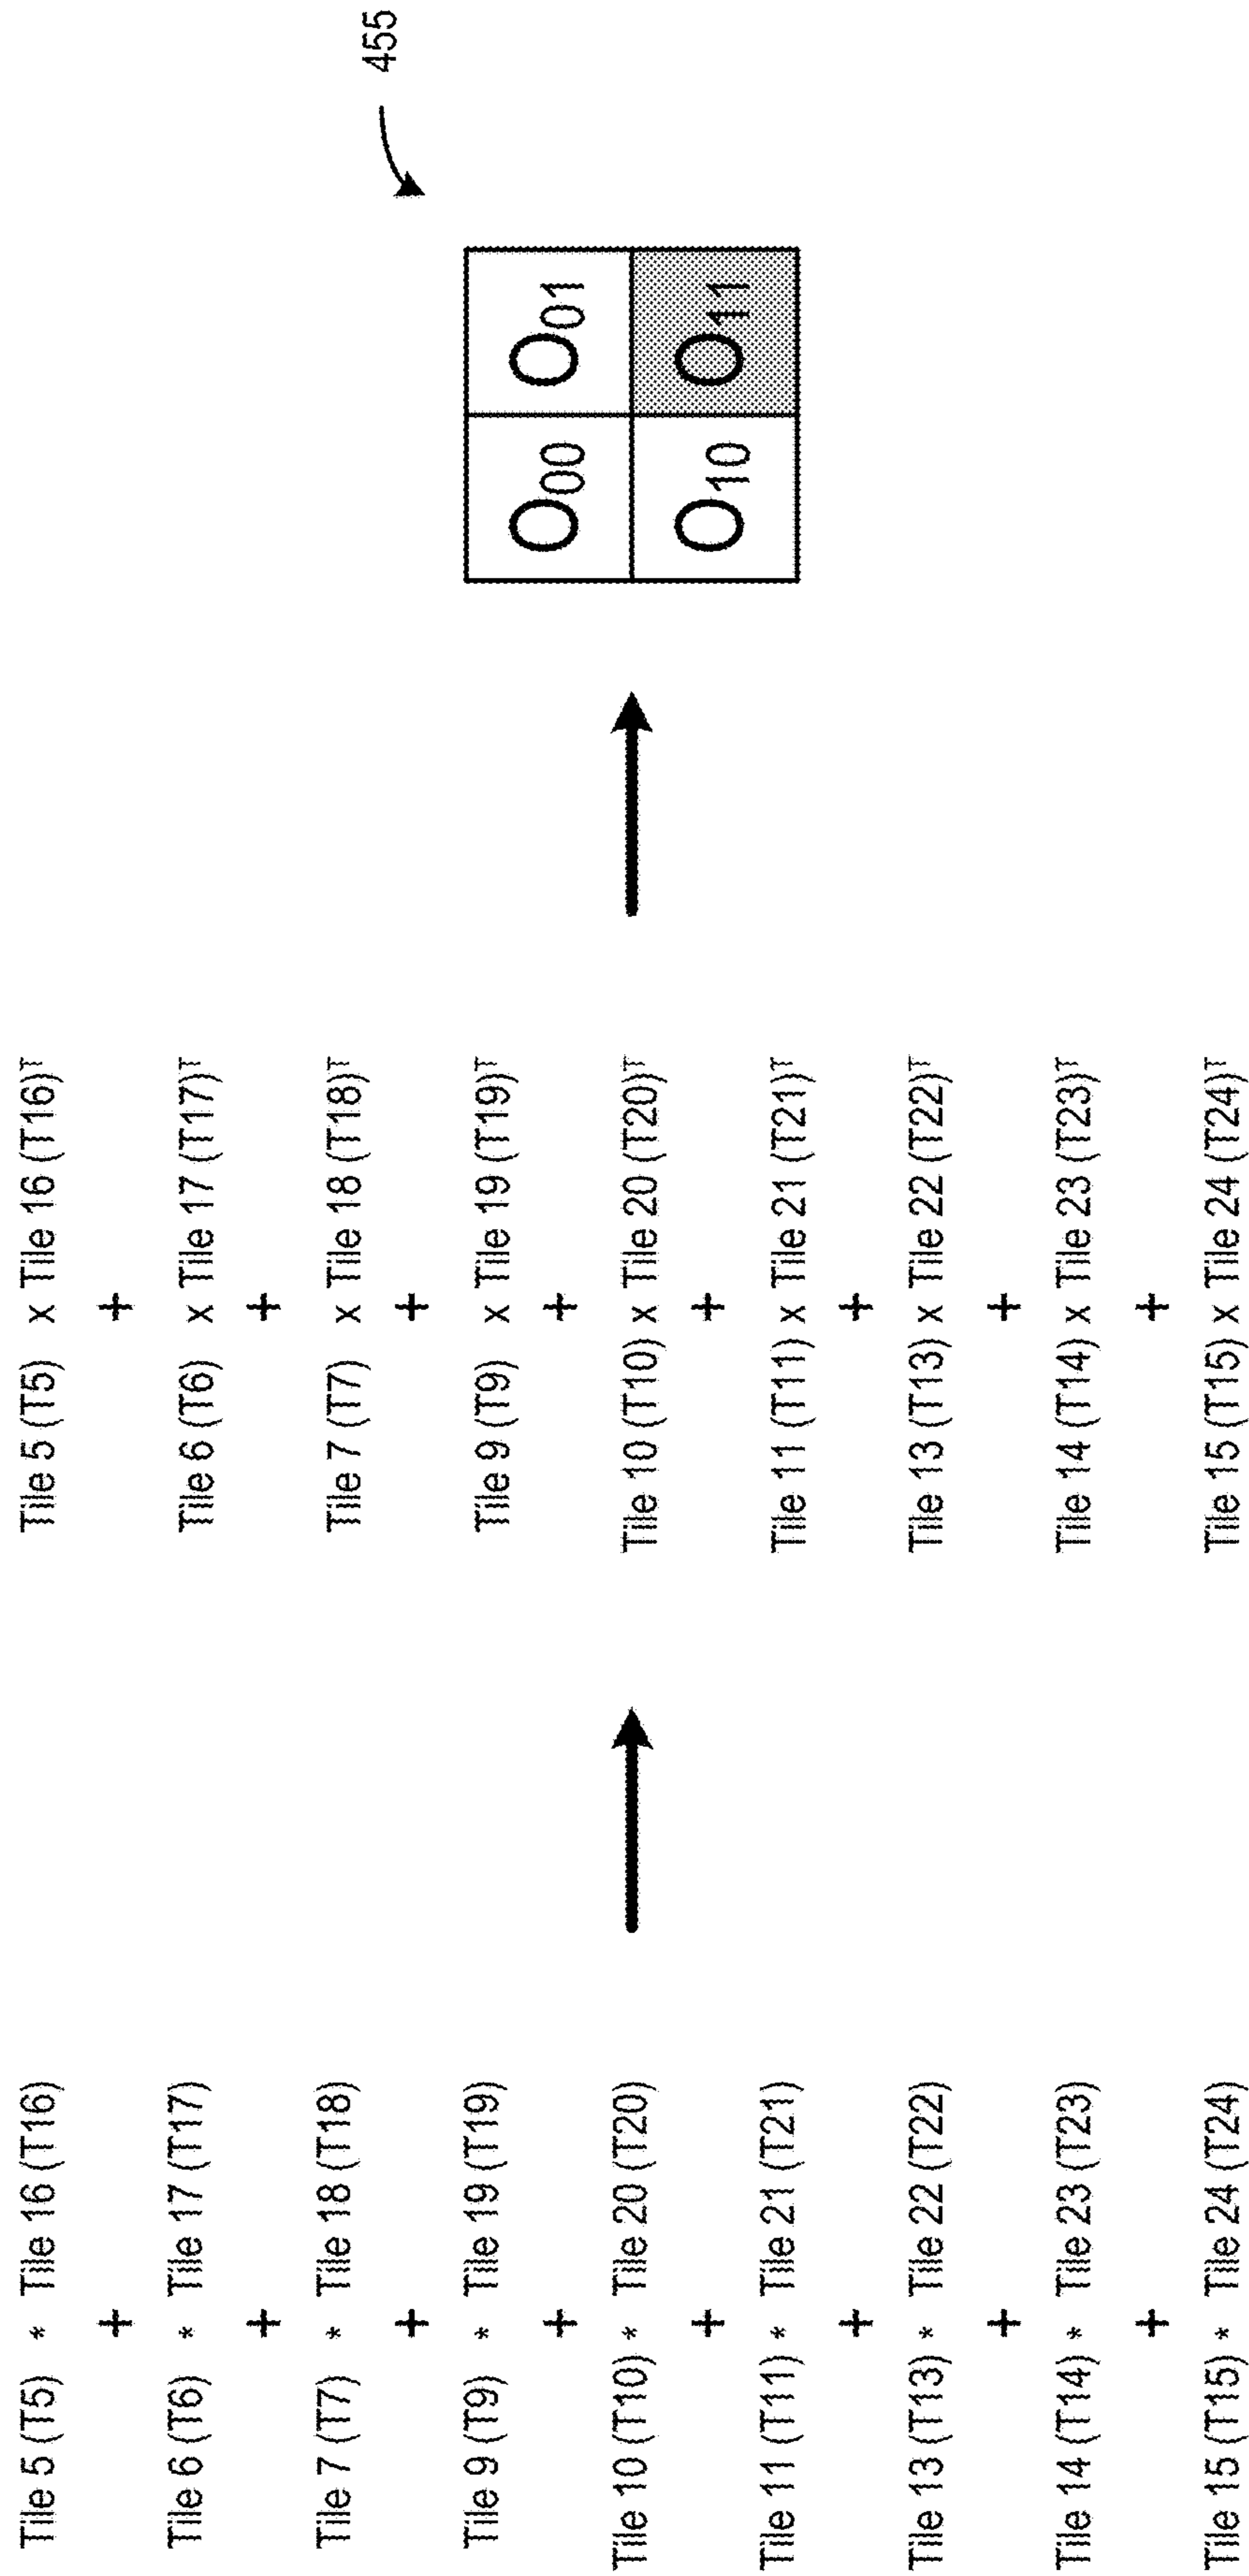 Tile 5 (T5) * Tile 16 (T16)
+
Tile 6 (T6) * Tile 17 (T17)
+
Tile 7 (T7) * Tile 18 (T18)
+
Tile 9 (T9) * Tile 19 (T19)
+
Tile 10 (T10) * Tile 20 (T20)
+
Tile 11 (T11) * Tile 21 (T21)
+
Tile 13 (T13) * Tile 22 (T22)
+
Tile 14 (T14) * Tile 23 (T23)
+
Tile 15 (T15) * Tile 24 (T24)
Tile 5 (T5) x Tile 16 (T16)ᵀ
+
Tile 6 (T6) x Tile 17 (T17)ᵀ
+
Tile 7 (T7) x Tile 18 (T18)ᵀ
+
Tile 9 (T9) x Tile 19 (T19)ᵀ
+
Tile 10 (T10) x Tile 20 (T20)ᵀ
+
Tile 11 (T11) x Tile 21 (T21)ᵀ
+
Tile 13 (T13) x Tile 22 (T22)ᵀ
+
Tile 14 (T14) x Tile 23 (T23)ᵀ
+
Tile 15 (T15) x Tile 24 (T24)ᵀ
455
O₀₀ O₀₁
O₁₀ O₁₁